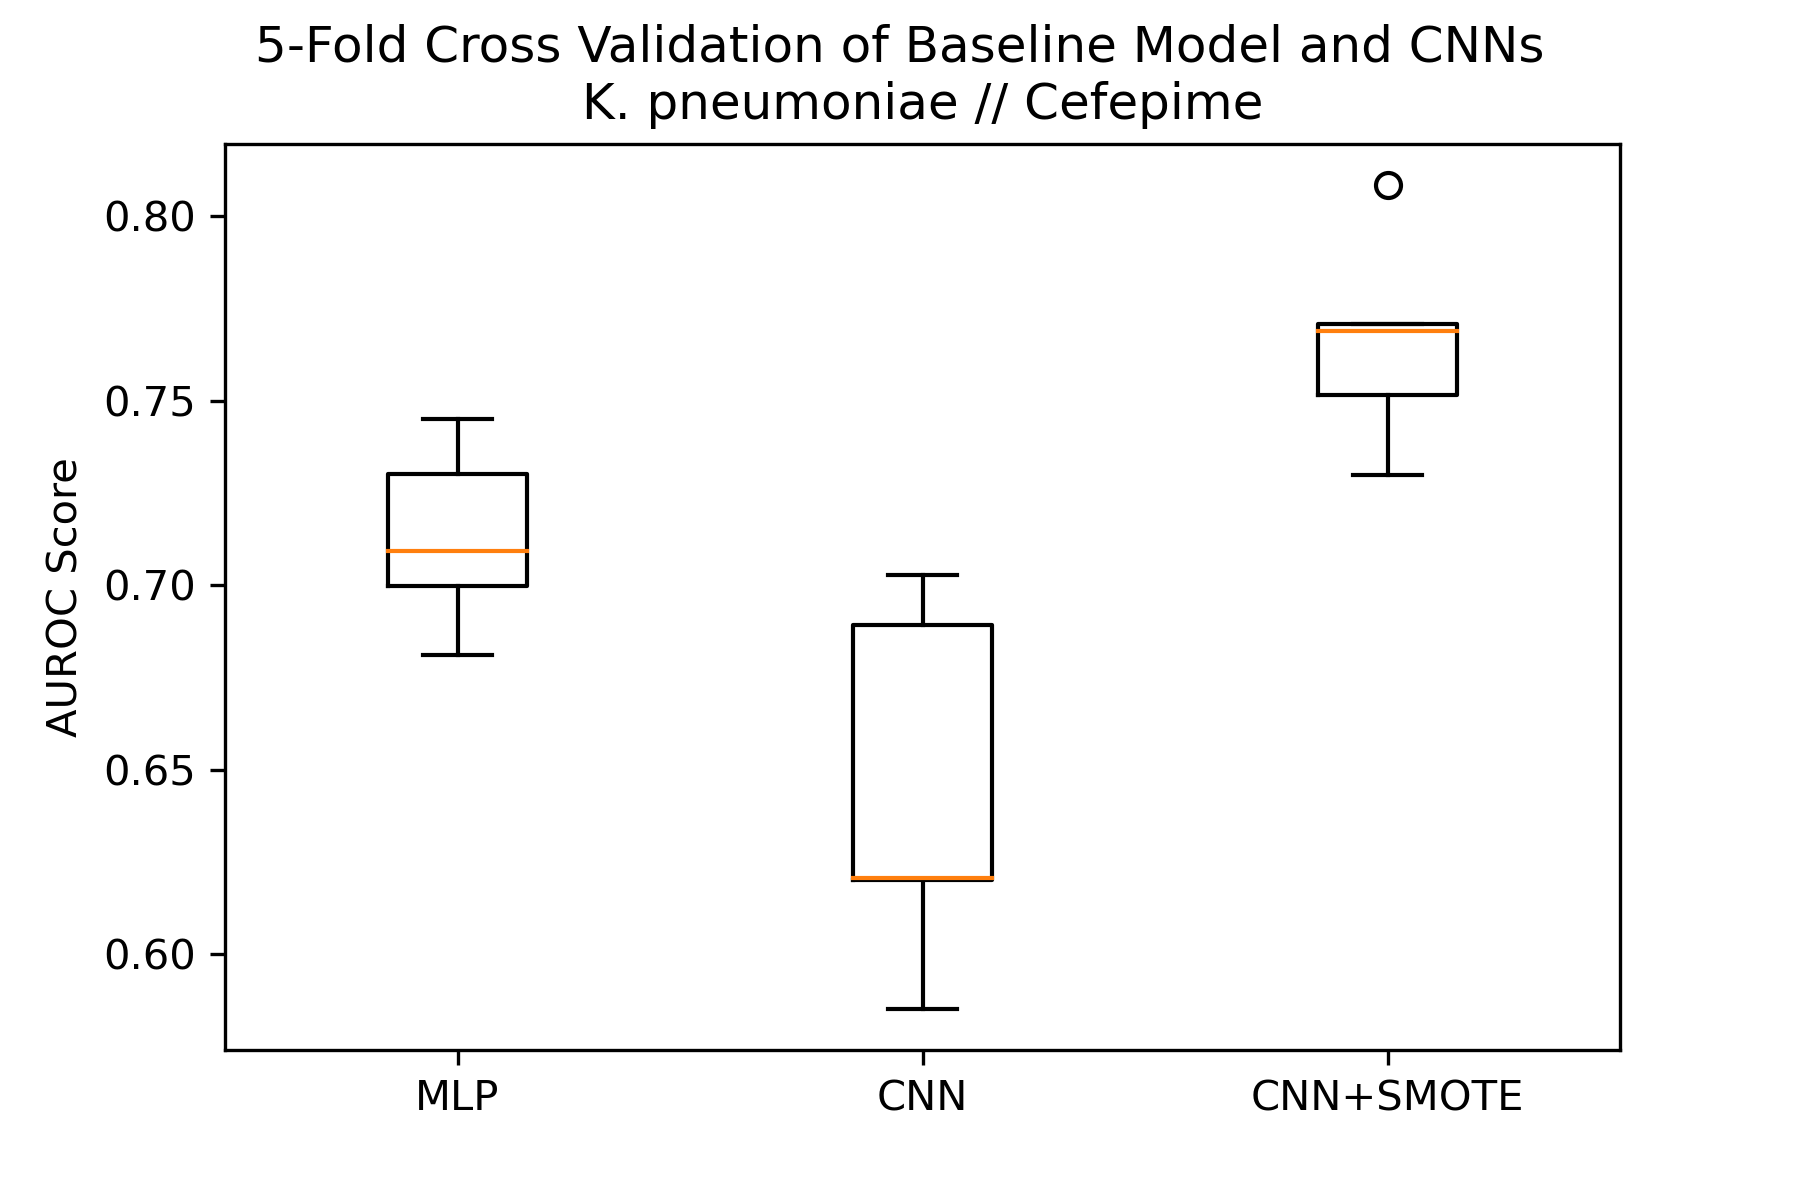 5-Fold Cross Validation of Baseline Model and CNNs
K. pneumoniae // Cefepime
AUROC Score
0.80
0.75
0.70
0.65
0.60
MLP CNN CNN+SMOTE